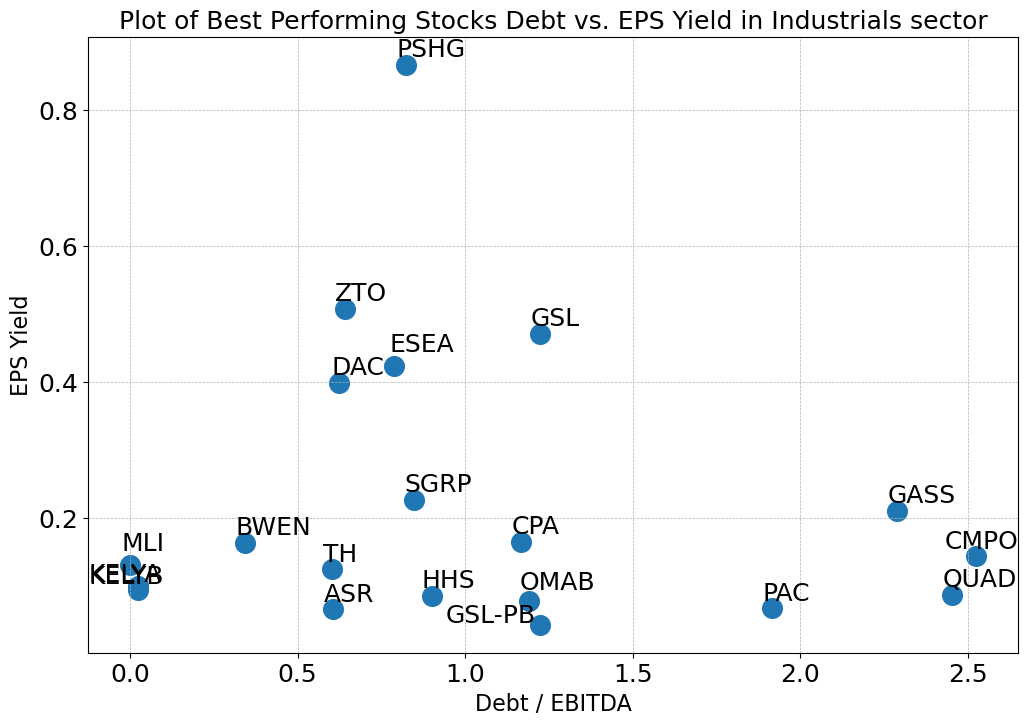 Plot of Best Performing Stocks Debt vs. EPS Yield in Industrials sector
PSHG
0.8
EPS Yield
0.6
ZTO
GSL
ESEA
DAC
0.4
SGRP
GASS
0.2
BWEN
CPA
MLI
TH
CMPO
KELYA
KELYB
HHS
OMAB
QUAD
ASR
PAC
GSL-PB
0.0 0.5 1.0 1.5 2.0 2.5
Debt / EBITDA